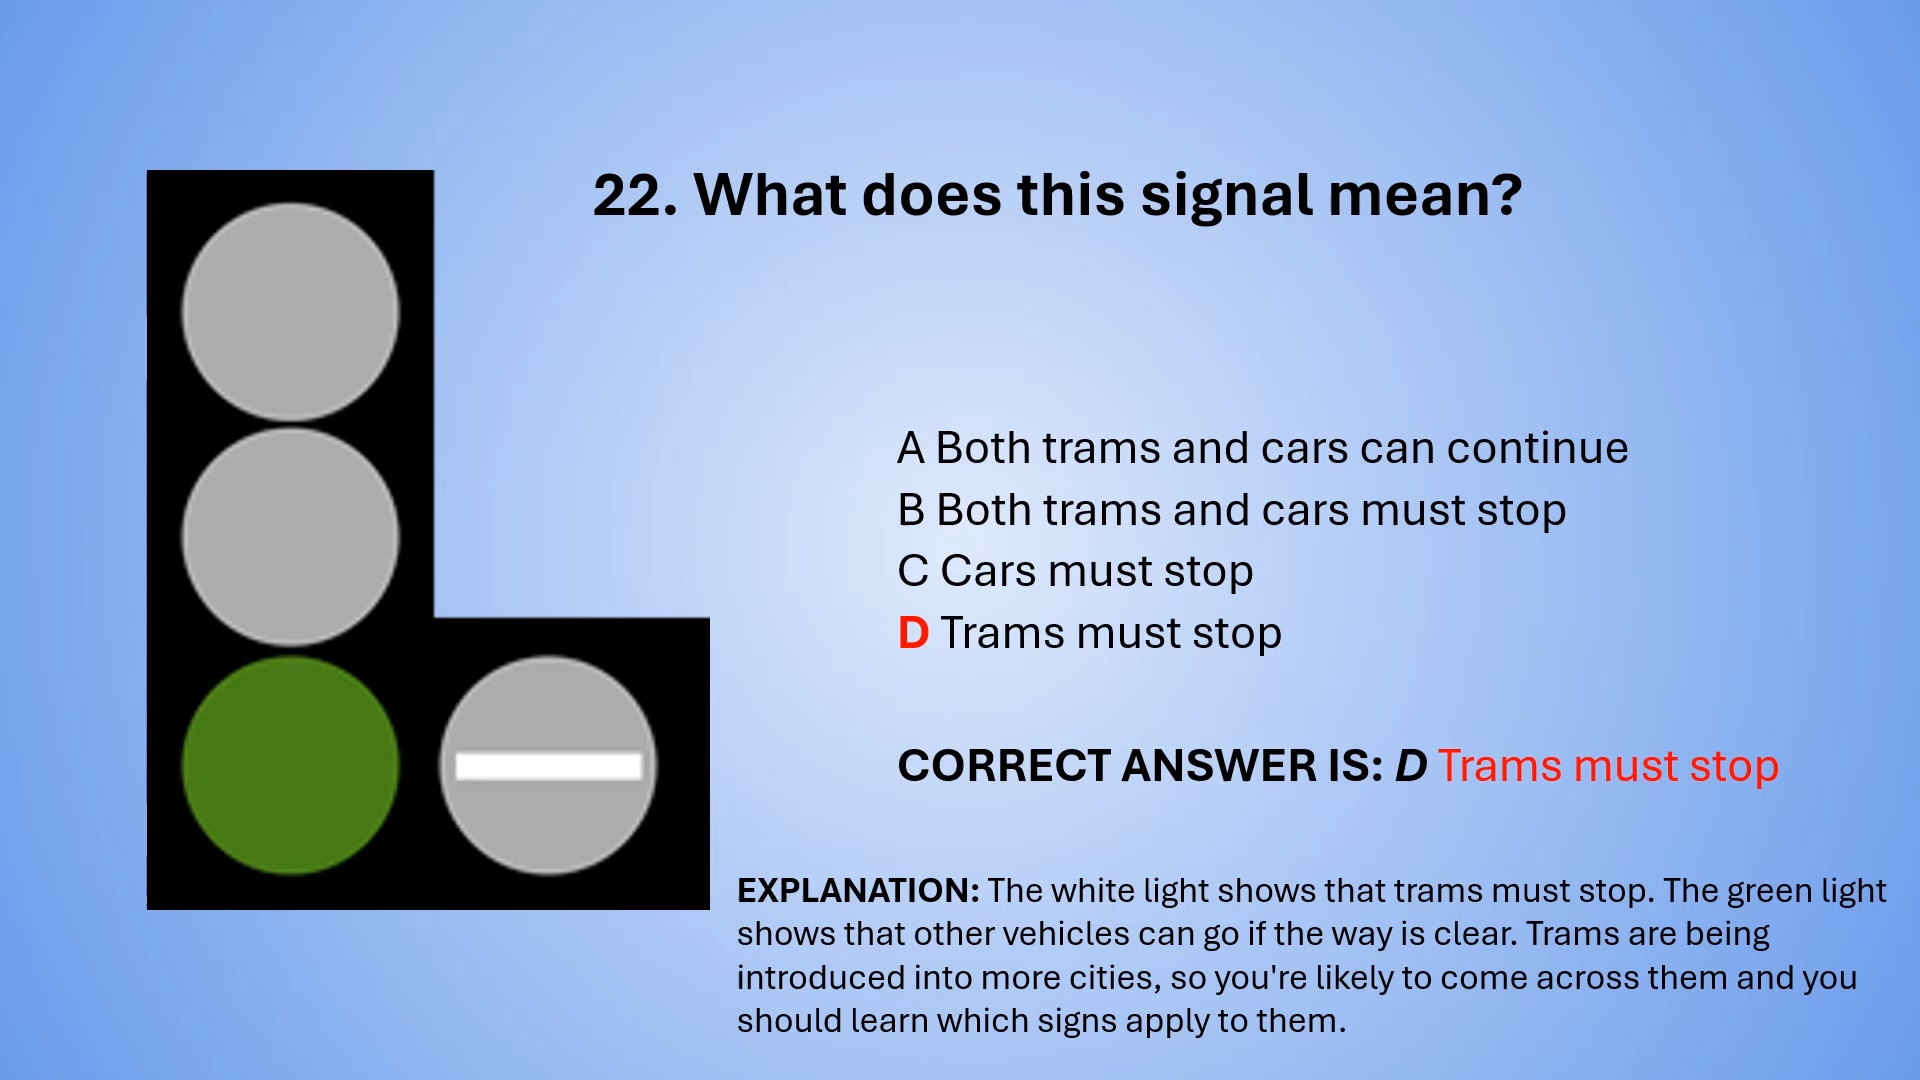 22. What does this signal mean?
A Both trams and cars can continue
B Both trams and cars must stop
C Cars must stop
D Trams must stop
CORRECT ANSWER IS: D Trams must stop
EXPLANATION: The white light shows that trams must stop. The green light
shows that other vehicles can go if the way is clear. Trams are being
introduced into more cities, so you're likely to come across them and you
should learn which signs apply to them.